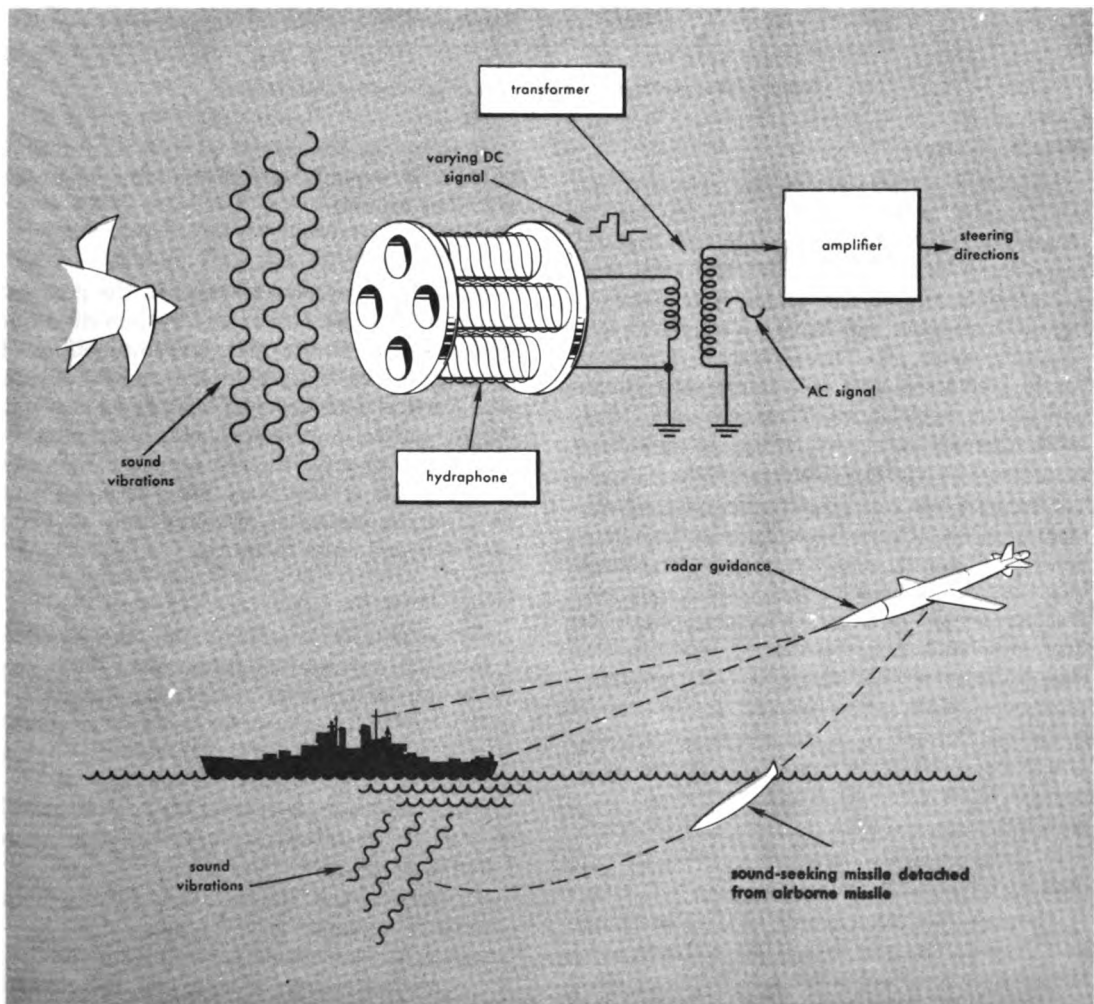 transformer
varying DC
signal
amplifier
steering
directions
AC signal
sound
vibrations
hydraphone
radar guidance
sound
vibrations
sound-seeking missile detached
from airborne missile